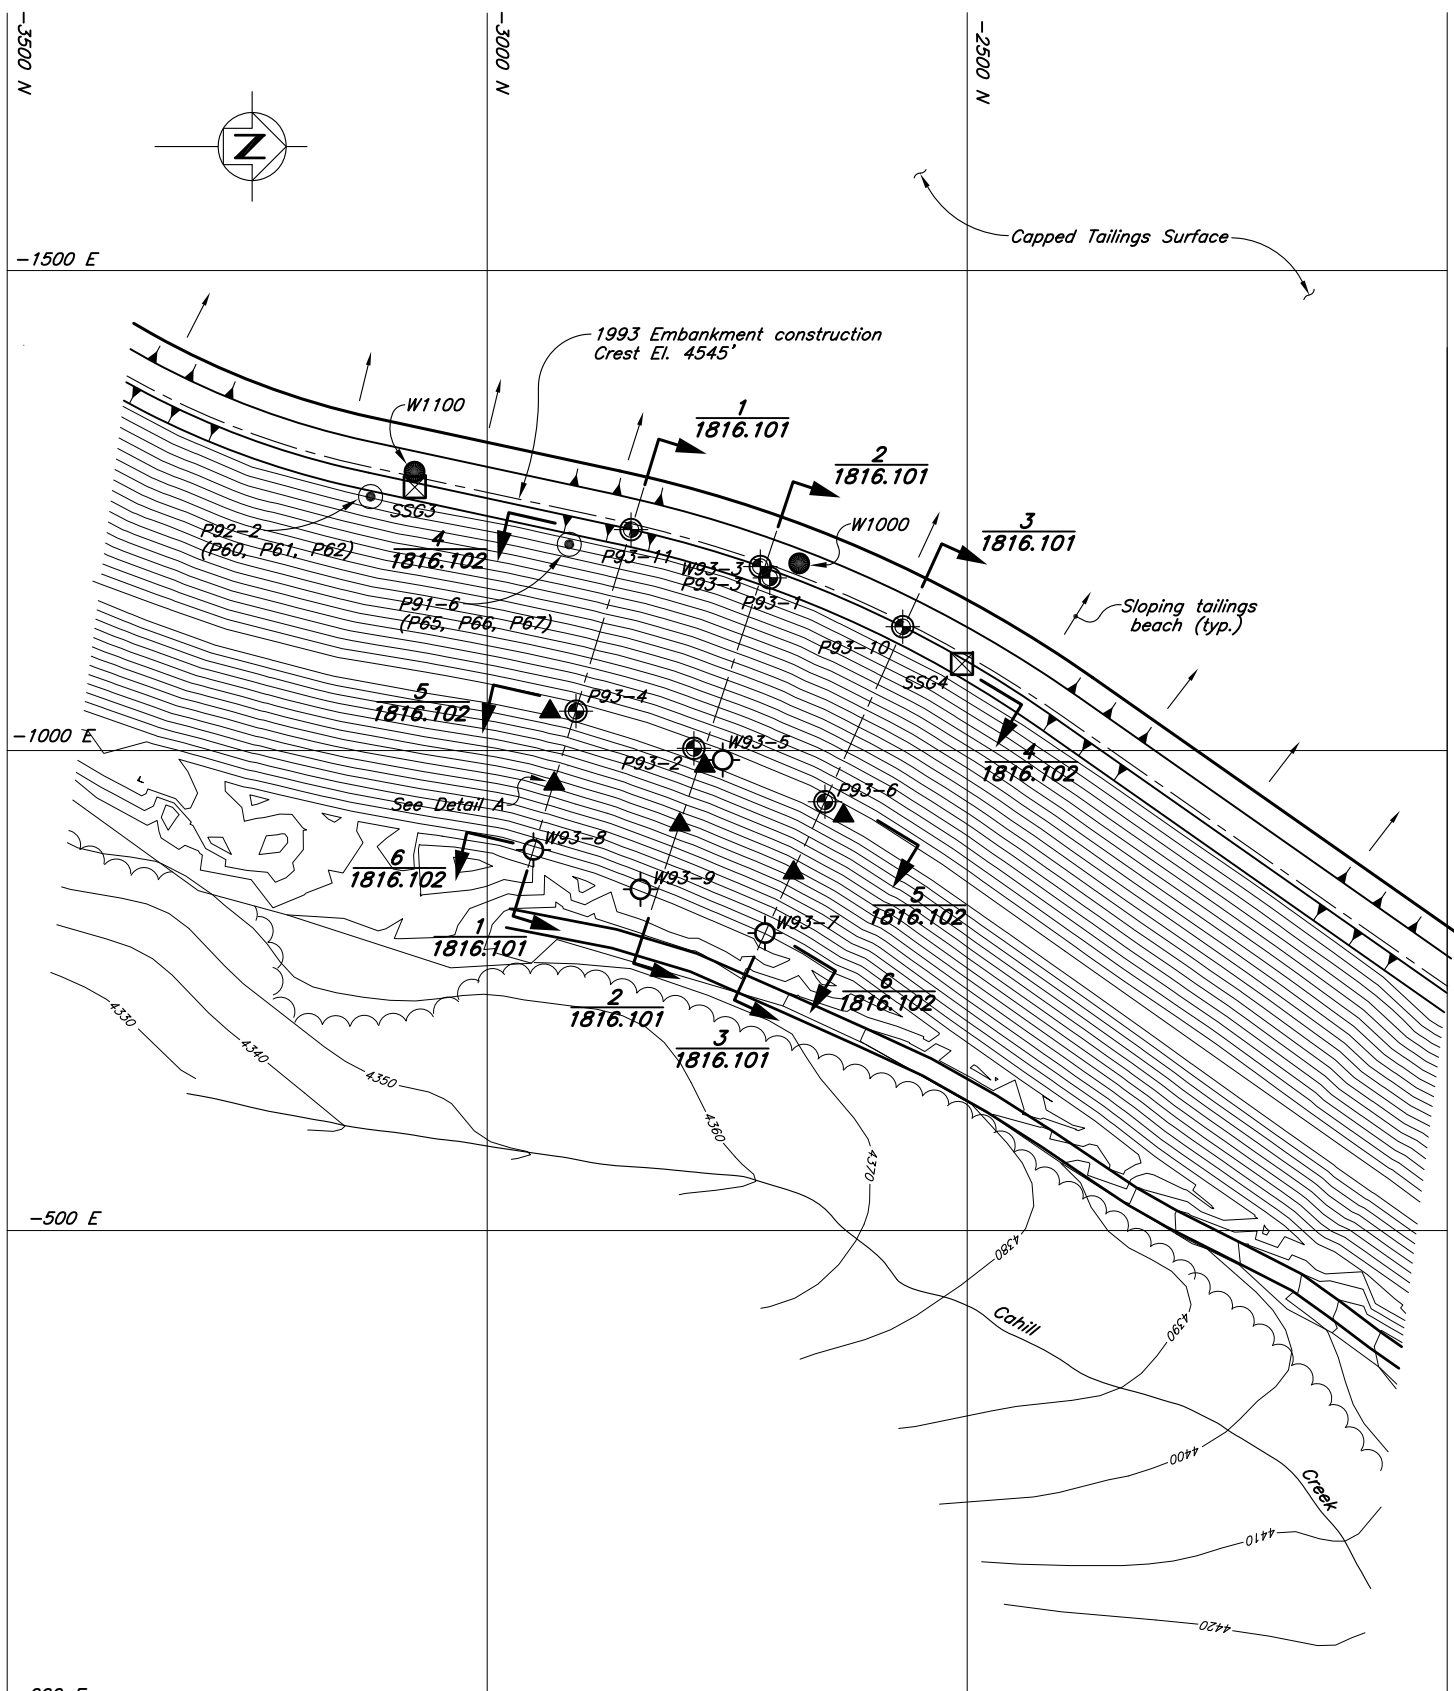 -3500 N
-3000 N
-2500 N
N
Capped Tailings Surface
-1500 E
1993 Embankment construction
Crest El. 4545'
W1100
1
1816.101
2
1816.101
3
1816.101
SSG3
P92-2
(P60, P61, P62)
4
1816.102
P93-11
W93-3
P93-3
W1000
P93-1
P91-6
(P65, P66, P67)
Sloping tailings
beach (typ.)
P93-10
SSG4
5
1816.102
P93-4
-1000 E
W93-5
P93-2
4
1816.102
P93-6
See Detail A
W93-8
6
1816.102
W93-9
5
1816.102
W93-7
1
1816.101
6
1816.102
2
1816.101
3
1816.101
4330
4340
4350
4360
4370
4380
4390
4400
4410
4420
-500 E
Cahill
Creek